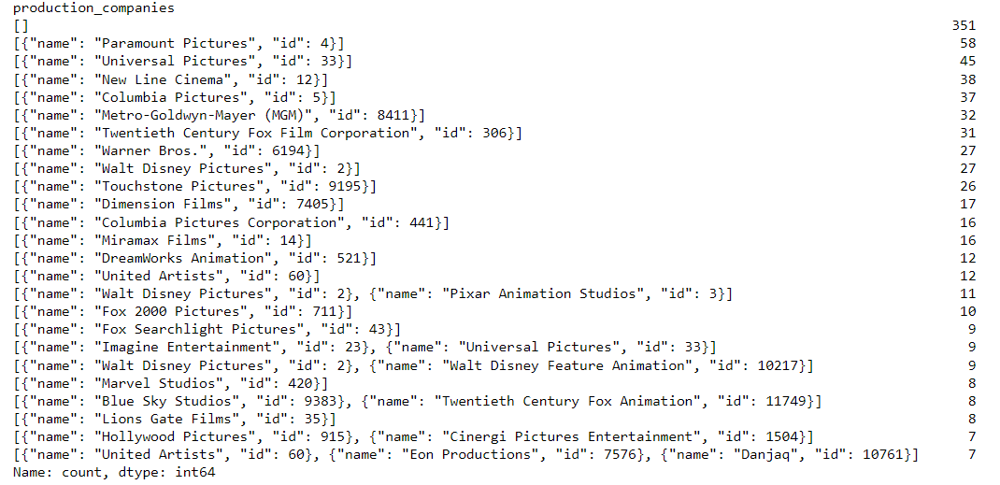 production_companies
[] 351
[{"name": "Paramount Pictures", "id": 4}] 58
[{"name": "Universal Pictures", "id": 33}] 45
[{"name": "New Line Cinema", "id": 12}] 38
[{"name": "Columbia Pictures", "id": 5}] 37
[{"name": "Metro-Goldwyn-Mayer (MGM)", "id": 8411}] 32
[{"name": "Twentieth Century Fox Film Corporation", "id": 306}] 31
[{"name": "Warner Bros.", "id": 6194}] 27
[{"name": "Walt Disney Pictures", "id": 2}] 27
[{"name": "Touchstone Pictures", "id": 9195}] 26
[{"name": "Dimension Films", "id": 7405}] 17
[{"name": "Columbia Pictures Corporation", "id": 441}] 16
[{"name": "Miramax Films", "id": 14}] 16
[{"name": "DreamWorks Animation", "id": 521}] 12
[{"name": "United Artists", "id": 60}] 12
[{"name": "Walt Disney Pictures", "id": 2}, {"name": "Pixar Animation Studios", "id": 3}] 11
[{"name": "Fox 2000 Pictures", "id": 711}] 10
[{"name": "Fox Searchlight Pictures", "id": 43}] 9
[{"name": "Imagine Entertainment", "id": 23}, {"name": "Universal Pictures", "id": 33}] 9
[{"name": "Walt Disney Pictures", "id": 2}, {"name": "Walt Disney Feature Animation", "id": 10217}] 9
[{"name": "Marvel Studios", "id": 420}] 8
[{"name": "Blue Sky Studios", "id": 9383}, {"name": "Twentieth Century Fox Animation", "id": 11749}] 8
[{"name": "Lions Gate Films", "id": 35}] 8
[{"name": "Hollywood Pictures", "id": 915}, {"name": "Cinergi Pictures Entertainment", "id": 1504}] 7
[{"name": "United Artists", "id": 60}, {"name": "Eon Productions", "id": 7576}, {"name": "Danjaq", "id": 10761}] 7
Name: count, dtype: int64